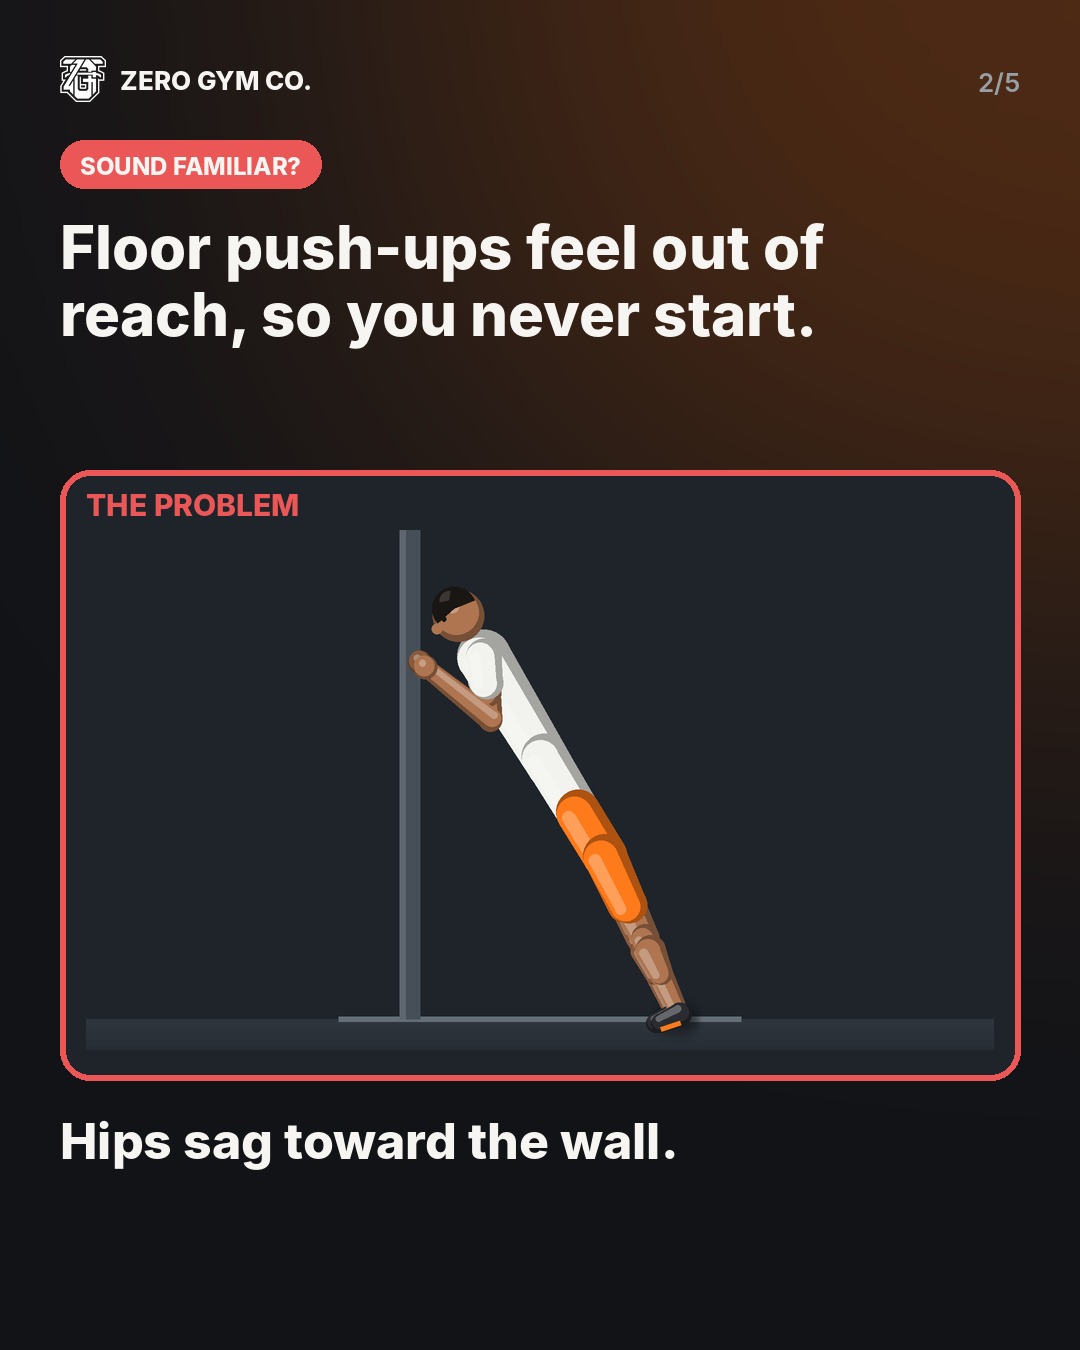 ZERO GYM CO.
2/5
SOUND FAMILIAR?
Floor push-ups feel out of
reach, so you never start.
THE PROBLEM
Hips sag toward the wall.